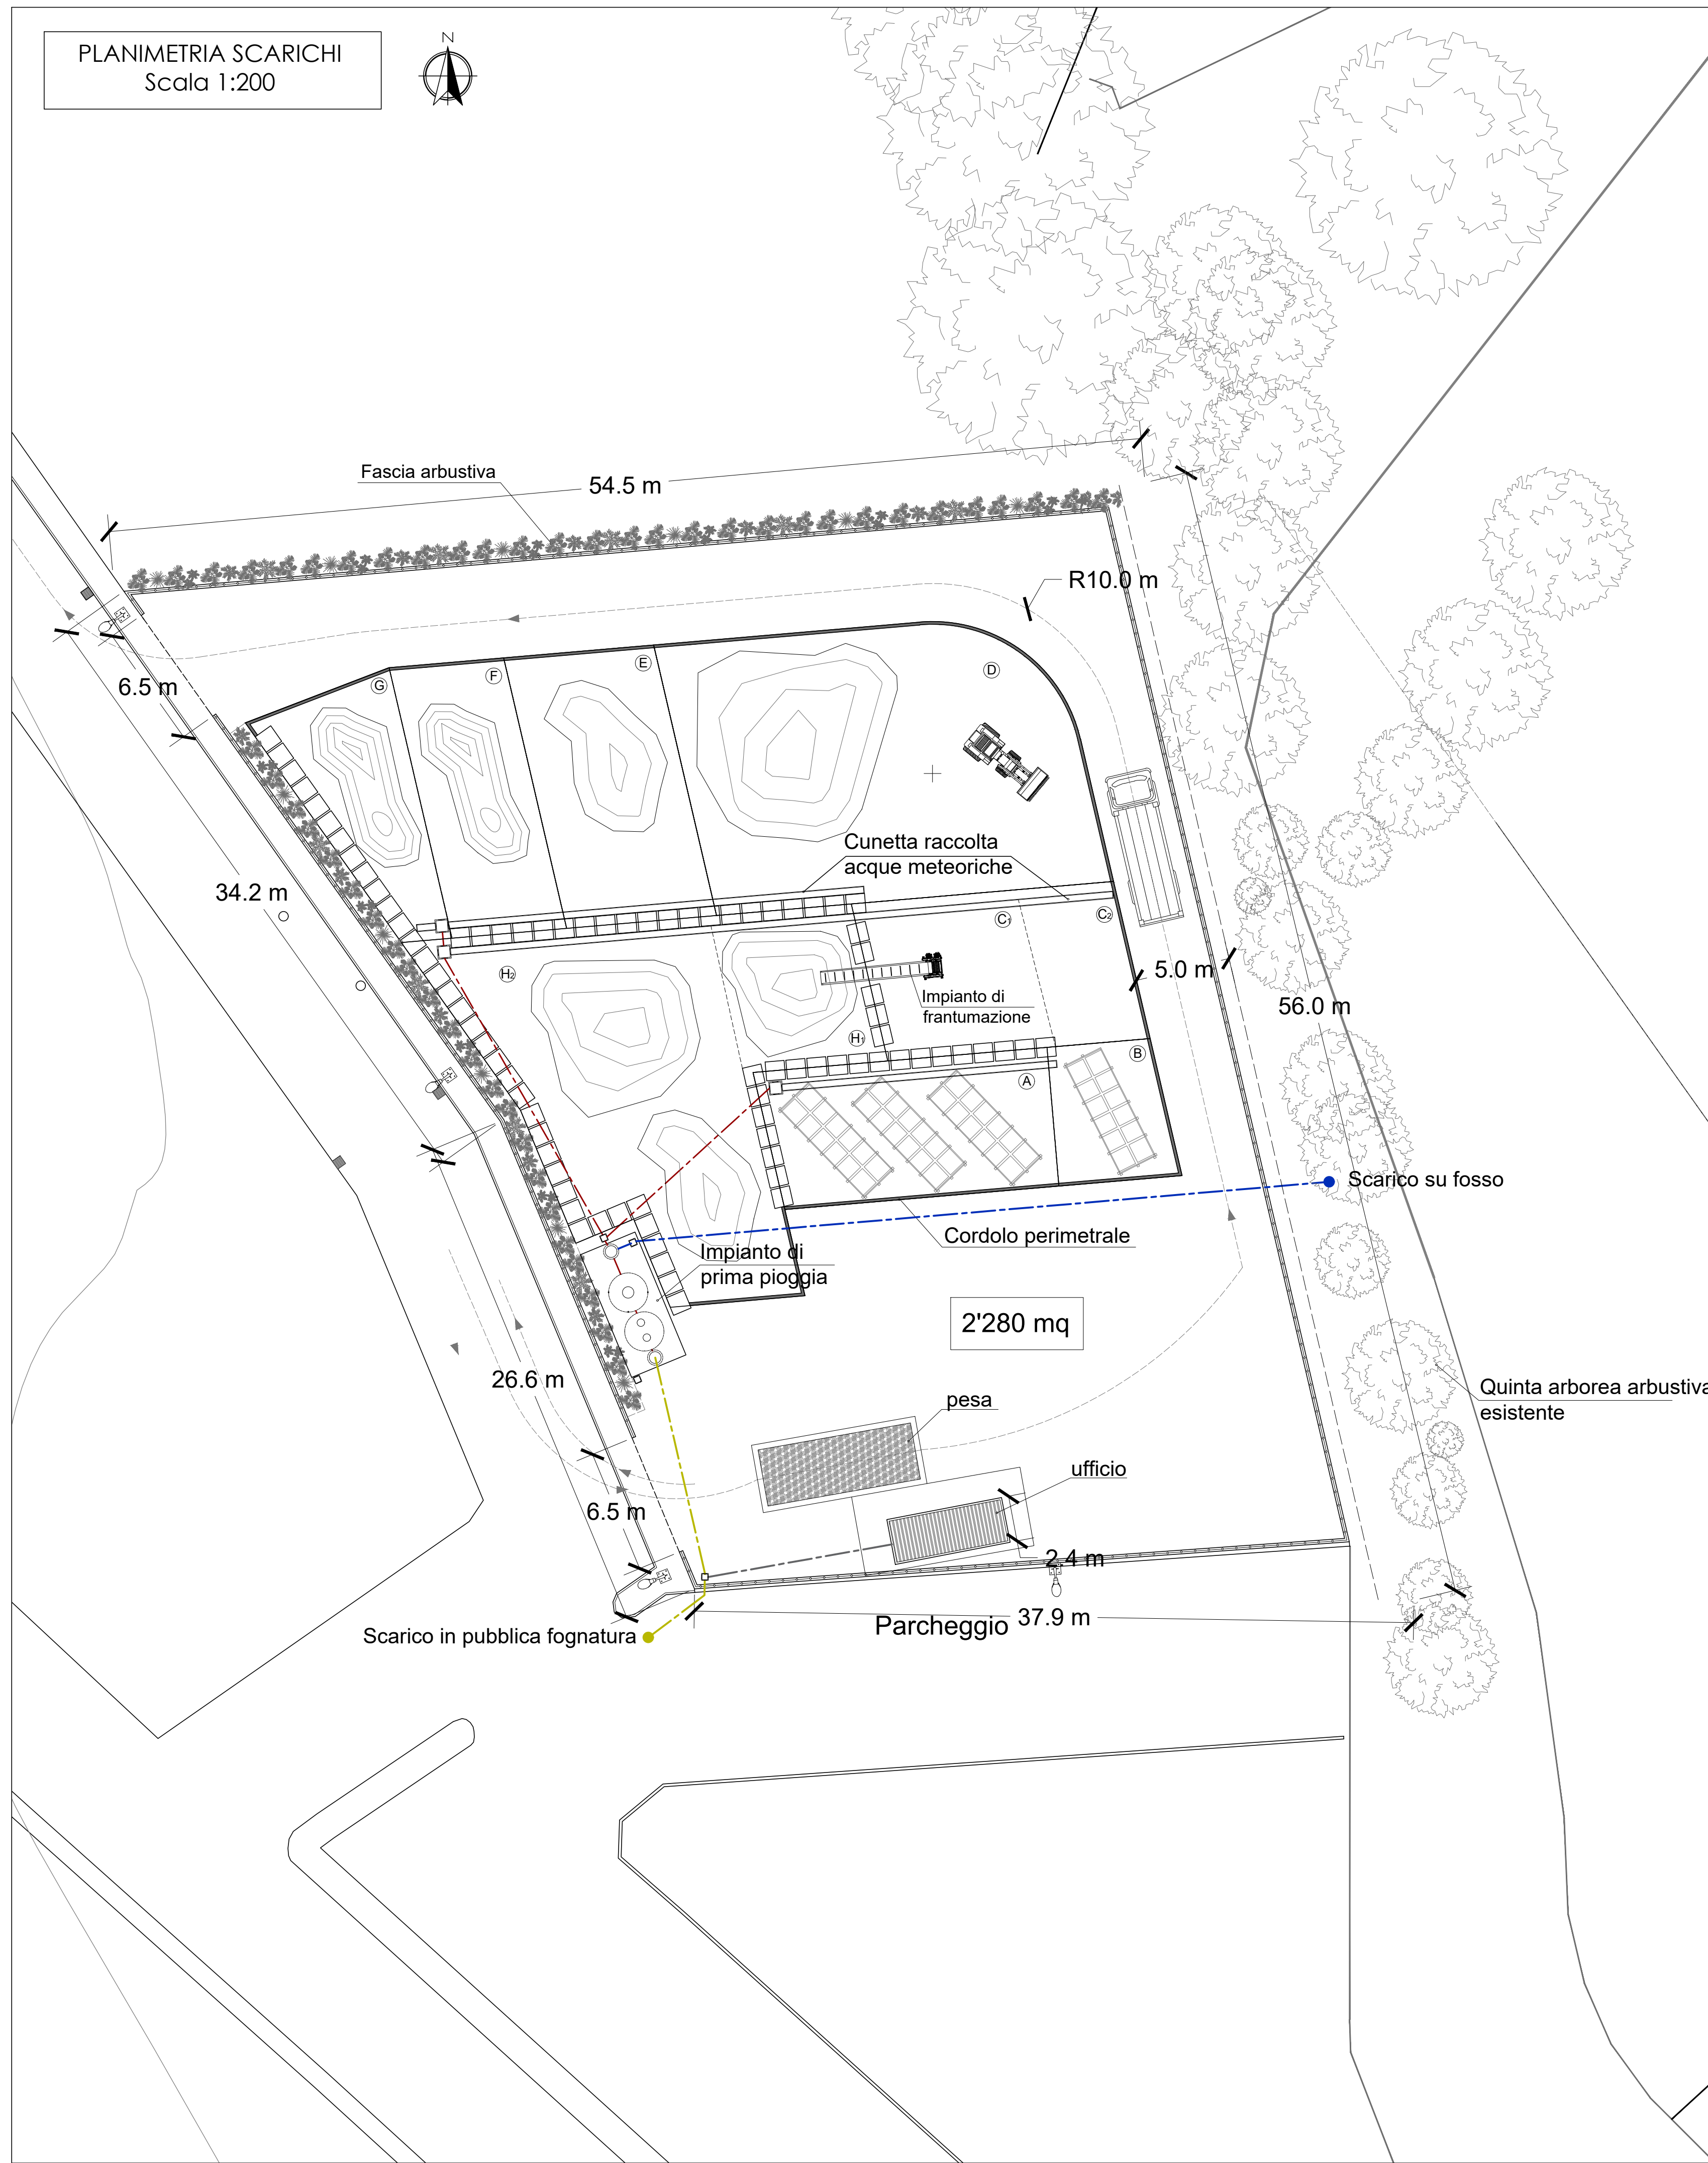 PLANIMETRIA SCARICHI
Scala 1:200
N
Fascia arbustiva
54.5 m
R10.0 m
6.5 m
G
F
E
D
34.2 m
Cunetta raccolta
acque meteoriche
C1
C2
H2
5.0 m
56.0 m
Impianto di
frantumazione
H1
B
A
Scarico su fosso
Cordolo perimetrale
Impianto di
prima pioggia
2'280 mq
26.6 m
Quinta arborea arbustiva
esistente
pesa
ufficio
6.5 m
2.4 m
Parcheggio
37.9 m
Scarico in pubblica fognatura